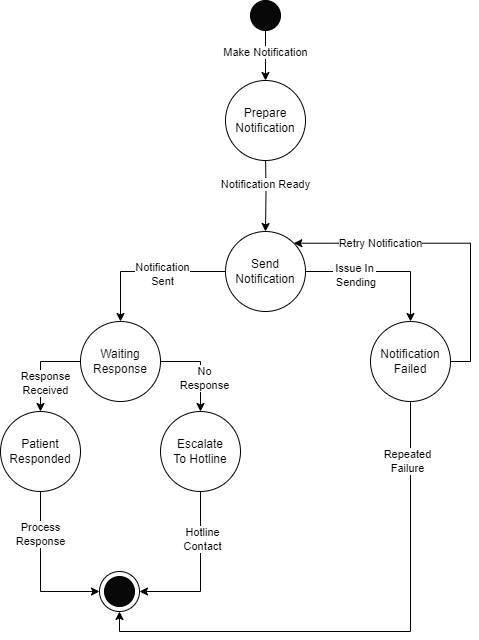 Make Notification
Prepare
Notification
Notification Ready
Send
Notification
Retry Notification
Notification
Sent
Issue In
Sending
Waiting
Response
Notification
Failed
Response
Received
No
Response
Patient
Responded
Escalate
To Hotline
Repeated
Failure
Process
Response
Hotline
Contact